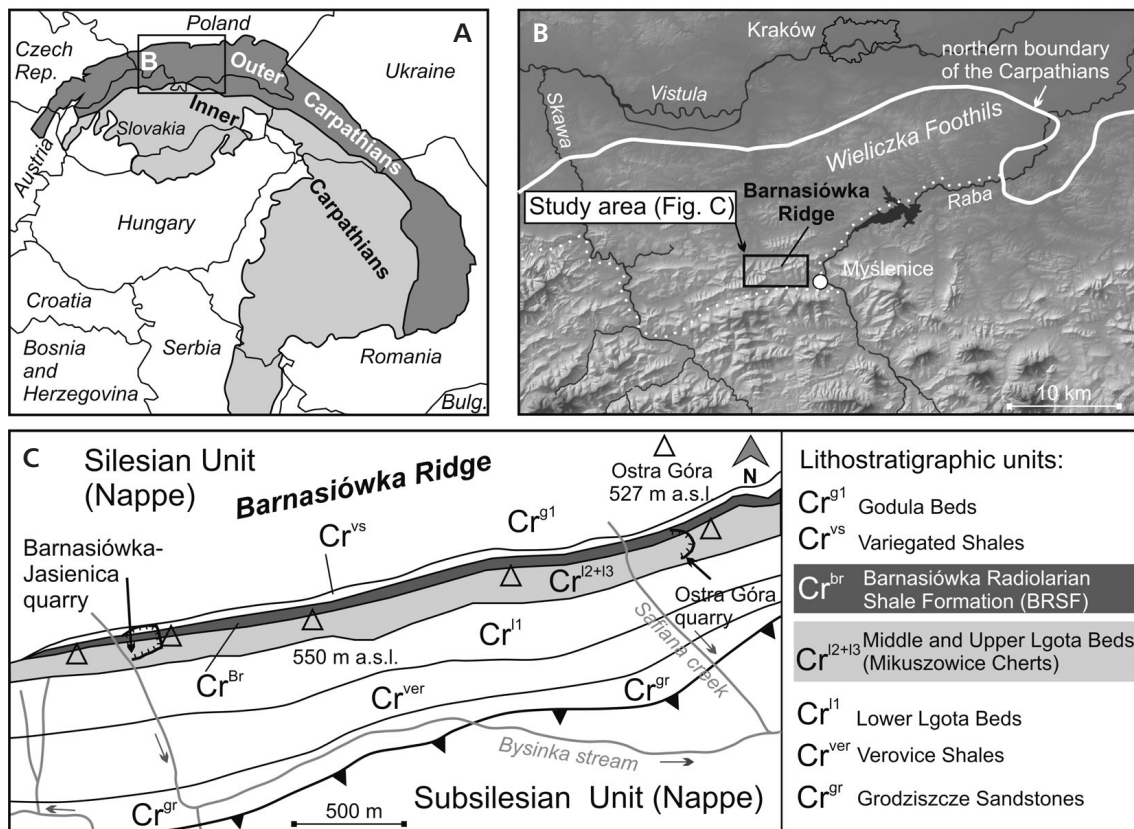 A
Poland
Czech
Rep.
B
Outer
Ukraine
Inner
Carpathians
Slovakia
Austria
Hungary
Carpathians
Croatia
Serbia
Romania
Bosnia
and
Herzegovina
Bulg.
B
Kraków
northern boundary
of the Carpathians
Vistula
Skawa
Wieliczka Foothils
Barnasiówka
Ridge
Raba
Study area (Fig. C)
Myślenice
10 km
C
Silesian Unit
(Nappe)
Barnasiówka Ridge
Ostra Góra
527 m a.s.l.
N
Cr^vs
Cr^g1
Barnasiówka-
Jasienica
quarry
Cr^l2+l3
Ostra Góra
quarry
550 m a.s.l.
Cr^l1
Safiana creek
Cr^Br
Cr^ver
Cr^gr
Bysinka stream
Cr^gr
500 m
Subsilesian Unit (Nappe)
Lithostratigraphic units:
Cr^g1 Godula Beds
Cr^vs Variegated Shales
Cr^br Barnasiówka Radiolarian
Shale Formation (BRSF)
Cr^l2+l3 Middle and Upper Lgota Beds
(Mikuszowice Cherts)
Cr^l1 Lower Lgota Beds
Cr^ver Verovice Shales
Cr^gr Grodziszcze Sandstones